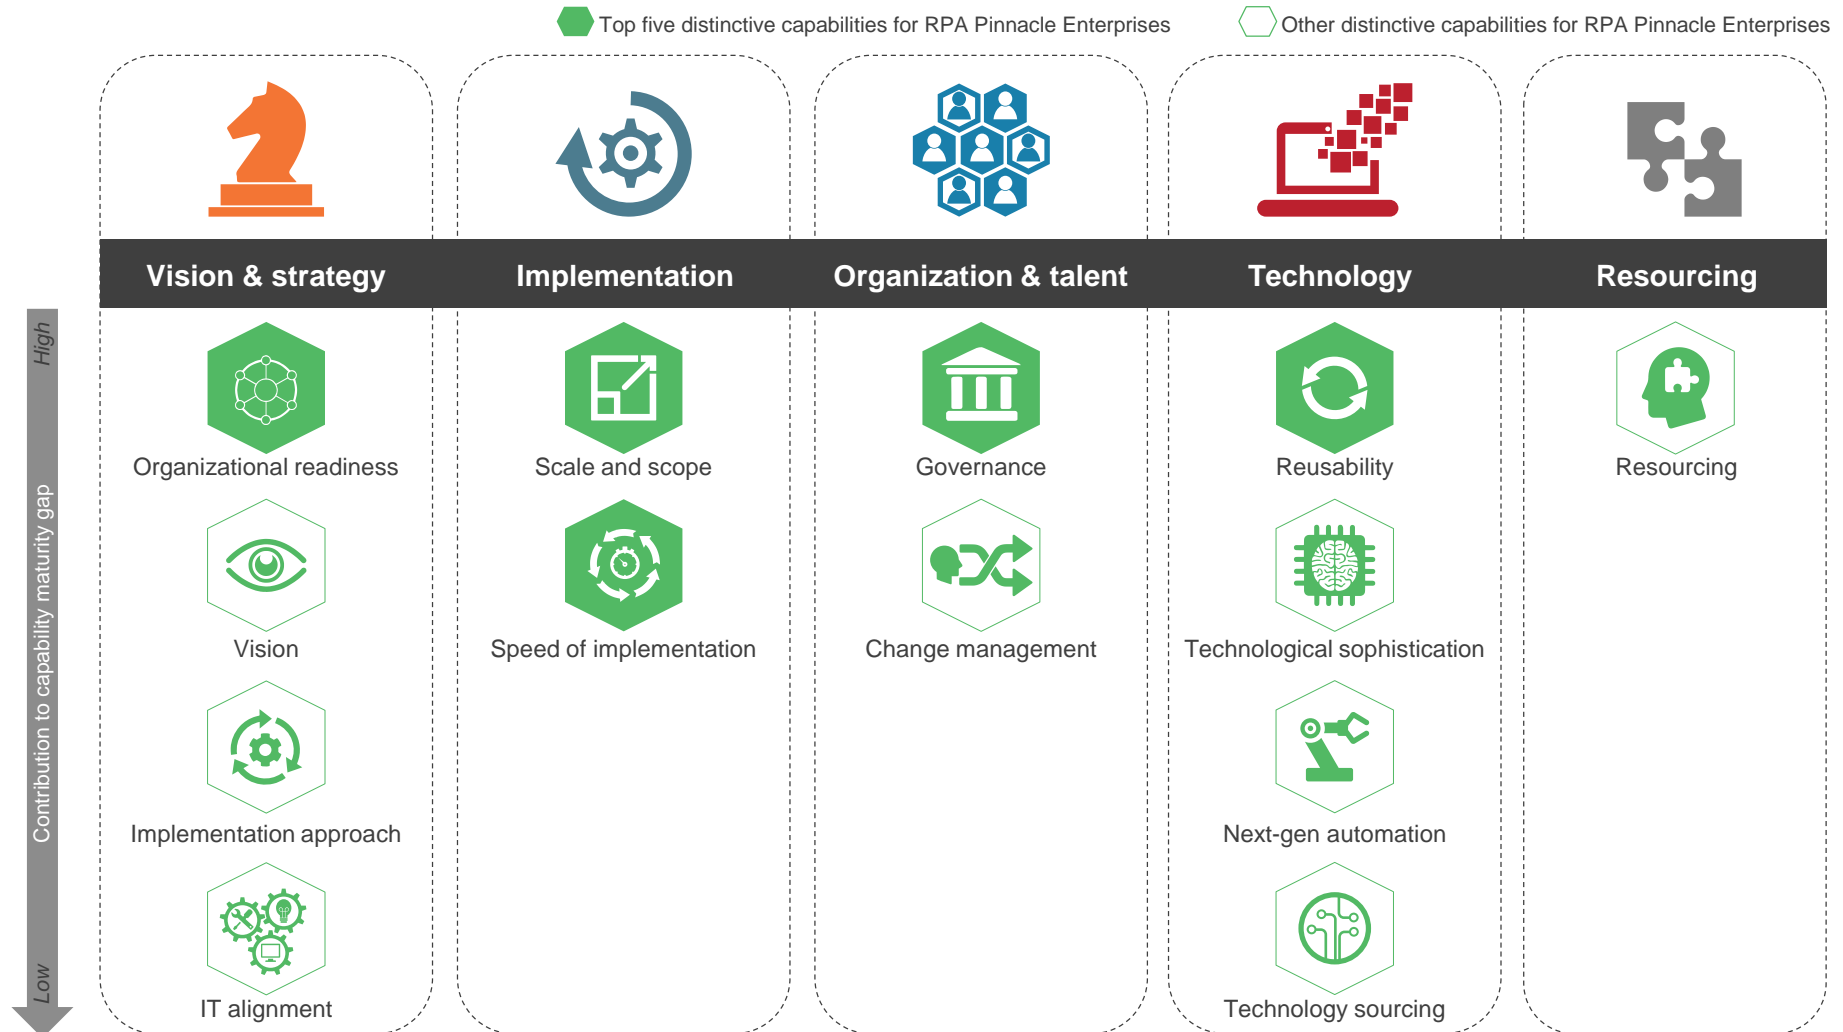 Top five distinctive capabilities for RPA Pinnacle Enterprises
Other distinctive capabilities for RPA Pinnacle Enterprises
Vision & strategy
Implementation
Organization & talent
Technology
Resourcing
High
Contribution to capability maturity gap
Low
Organizational readiness
Scale and scope
Governance
Reusability
Resourcing
Vision
Speed of implementation
Change management
Technological sophistication
Implementation approach
Next-gen automation
IT alignment
Technology sourcing